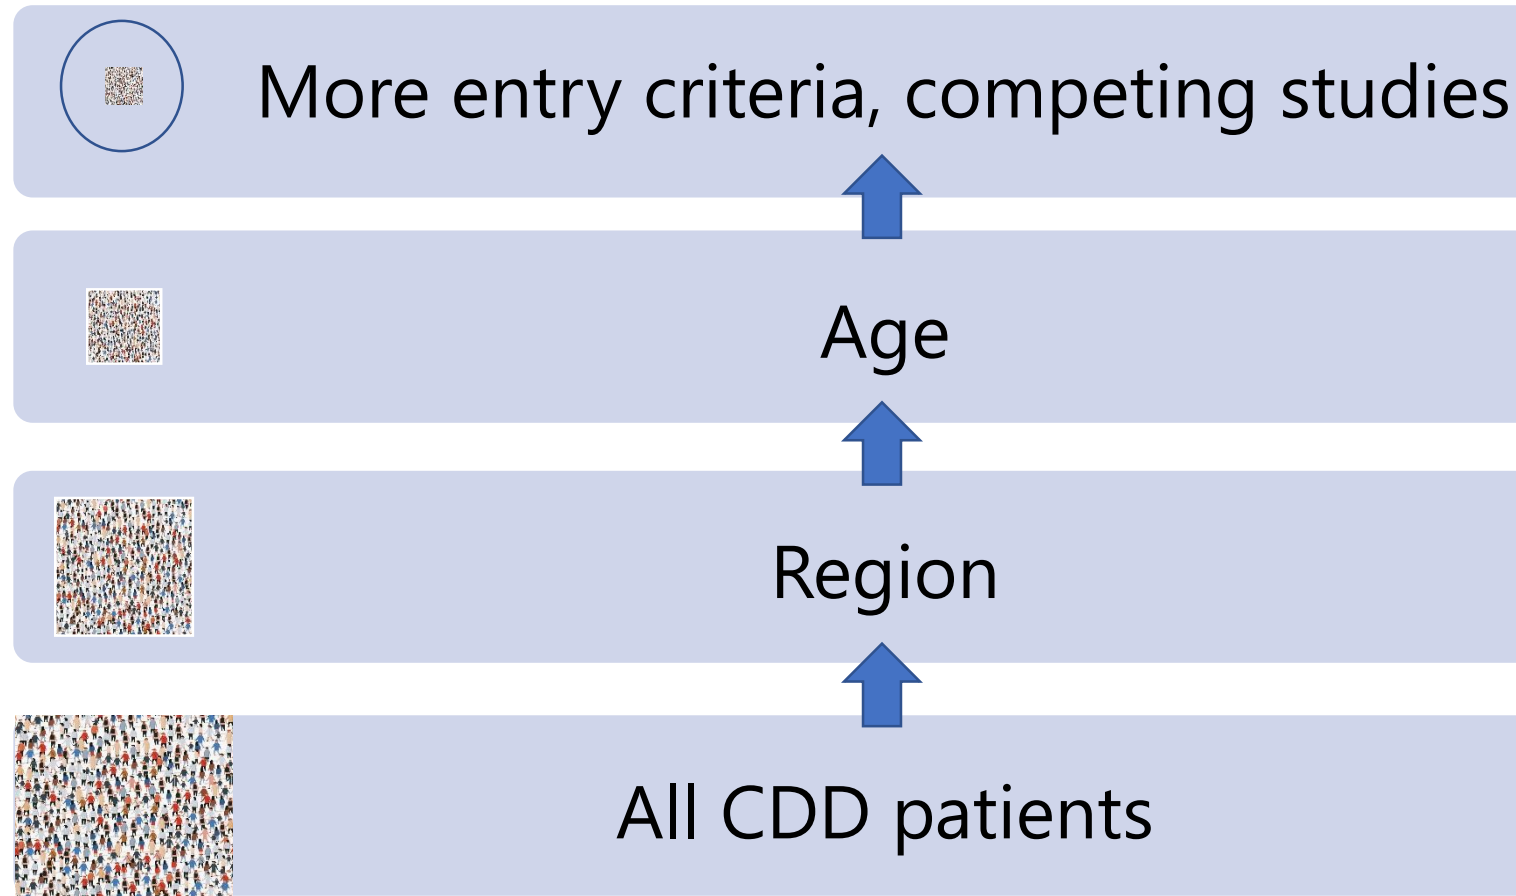 More entry criteria, competing studies
Age
Region
All CDD patients